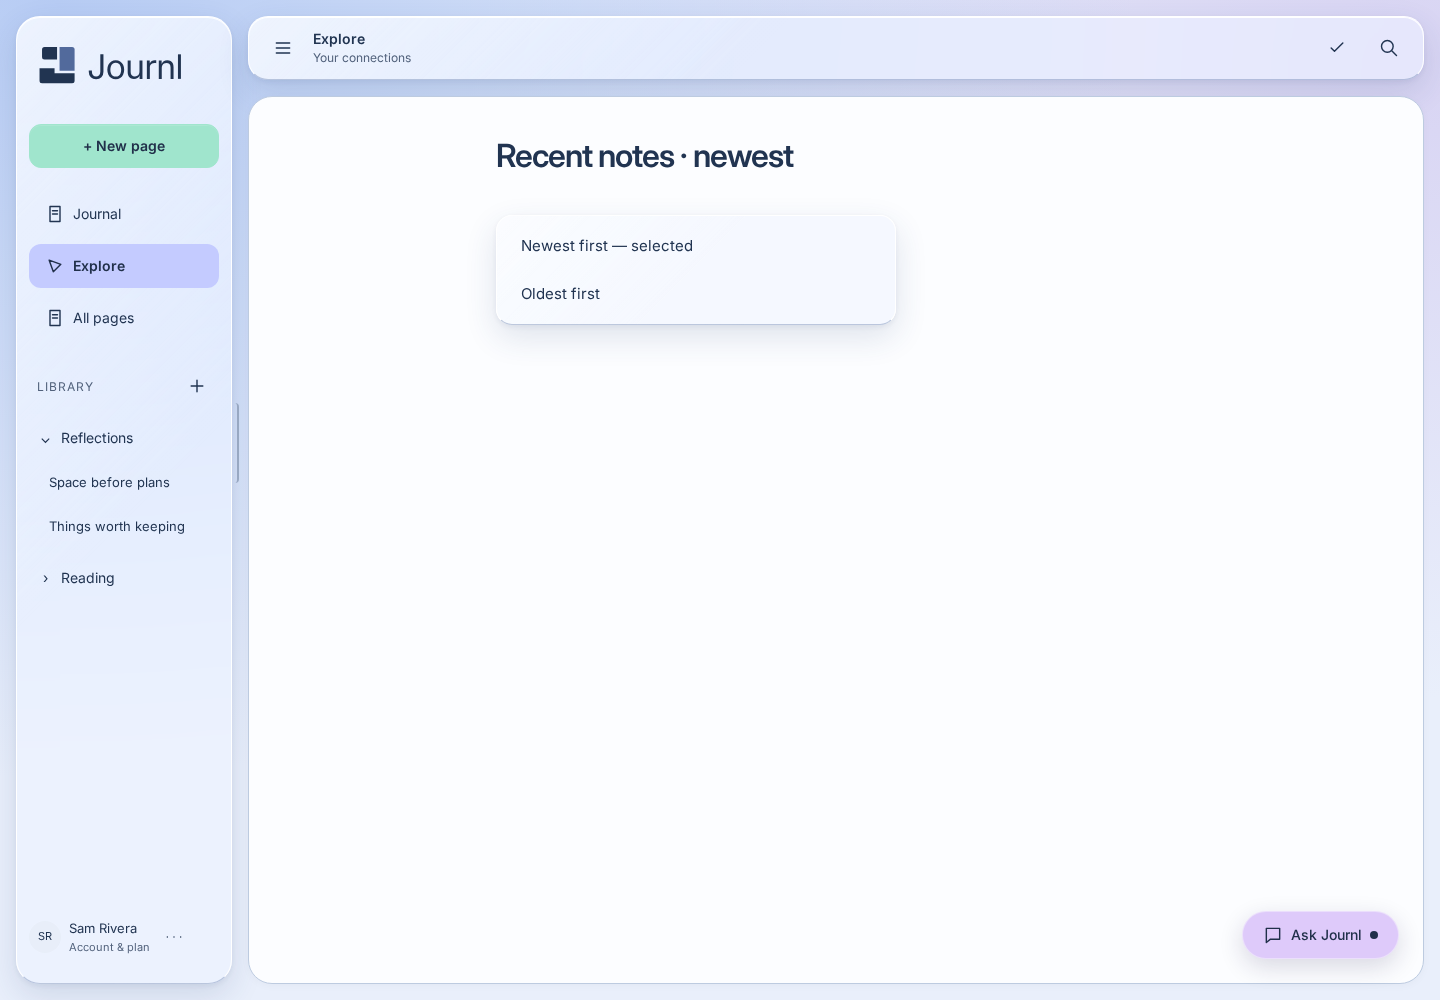 Journl
+ New page
Journal
Explore
All pages
LIBRARY
Reflections
Space before plans
Things worth keeping
Reading
SR
Sam Rivera
Account & plan
Explore
Your connections
Recent notes · newest
Newest first — selected
Oldest first
Ask Journl